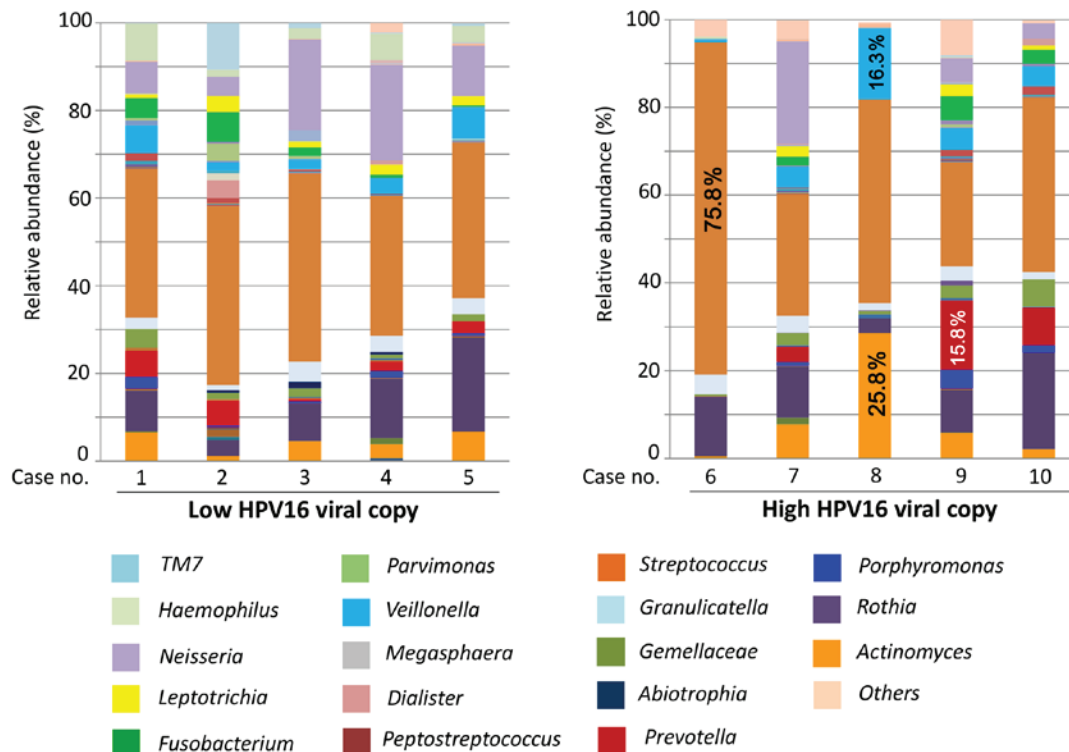 Relative abundance (%)
100
80
60
40
20
0
Case no.
1
2
3
4
5
Low HPV16 viral copy
Relative abundance (%)
100
80
60
40
20
0
75.8%
16.3%
25.8%
15.8%
Case no.
6
7
8
9
10
High HPV16 viral copy
TM7
Haemophilus
Neisseria
Leptotrichia
Fusobacterium
Parvimonas
Veillonella
Megasphaera
Dialister
Peptostreptococcus
Streptococcus
Granulicatella
Gemellaceae
Abiotrophia
Prevotella
Porphyromonas
Rothia
Actinomyces
Others